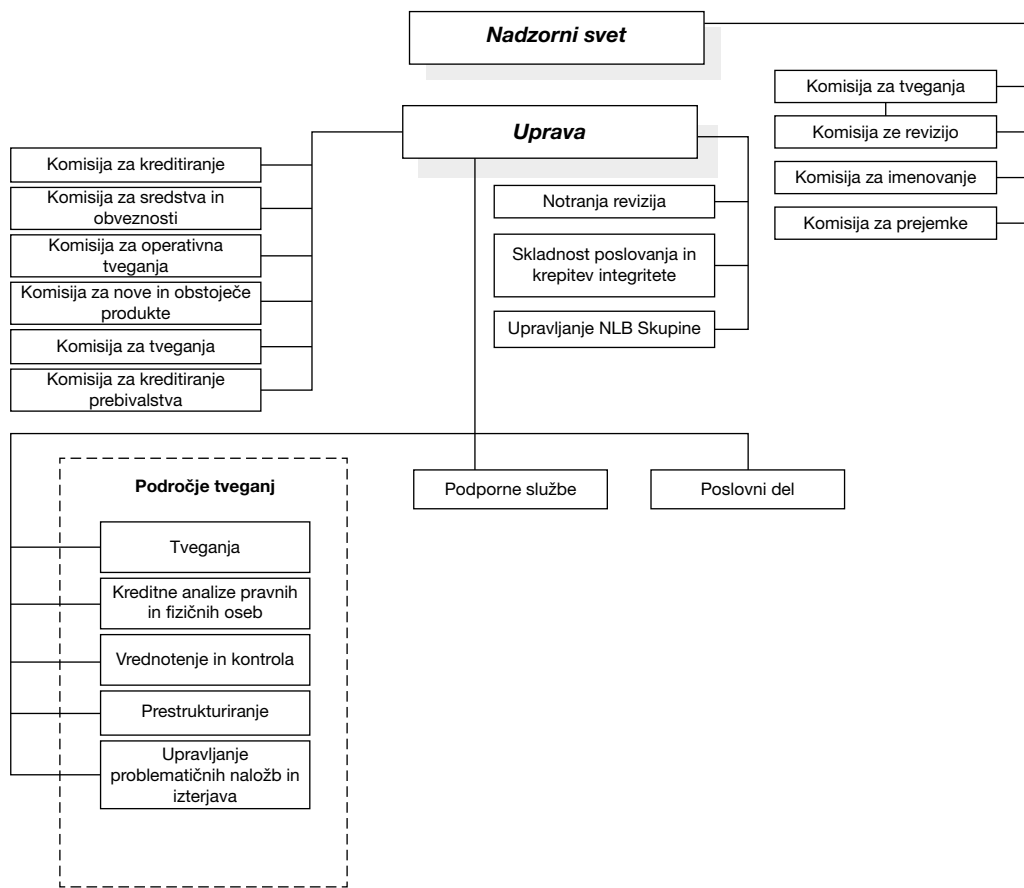 Nadzorni svet
Komisija za tveganja
Komisija ze revizijo
Komisija za imenovanje
Komisija za prejemke
Uprava
Komisija za kreditiranje
Komisija za sredstva in
obveznosti
Komisija za operativna
tveganja
Komisija za nove in obstoječe
produkte
Komisija za tveganja
Komisija za kreditiranje
prebivalstva
Notranja revizija
Skladnost poslovanja in
krepitev integritete
Upravljanje NLB Skupine
Področje tveganj
Tveganja
Kreditne analize pravnih
in fizičnih oseb
Vrednotenje in kontrola
Prestrukturiranje
Upravljanje
problematičnih naložb in
izterjava
Podporne službe
Poslovni del